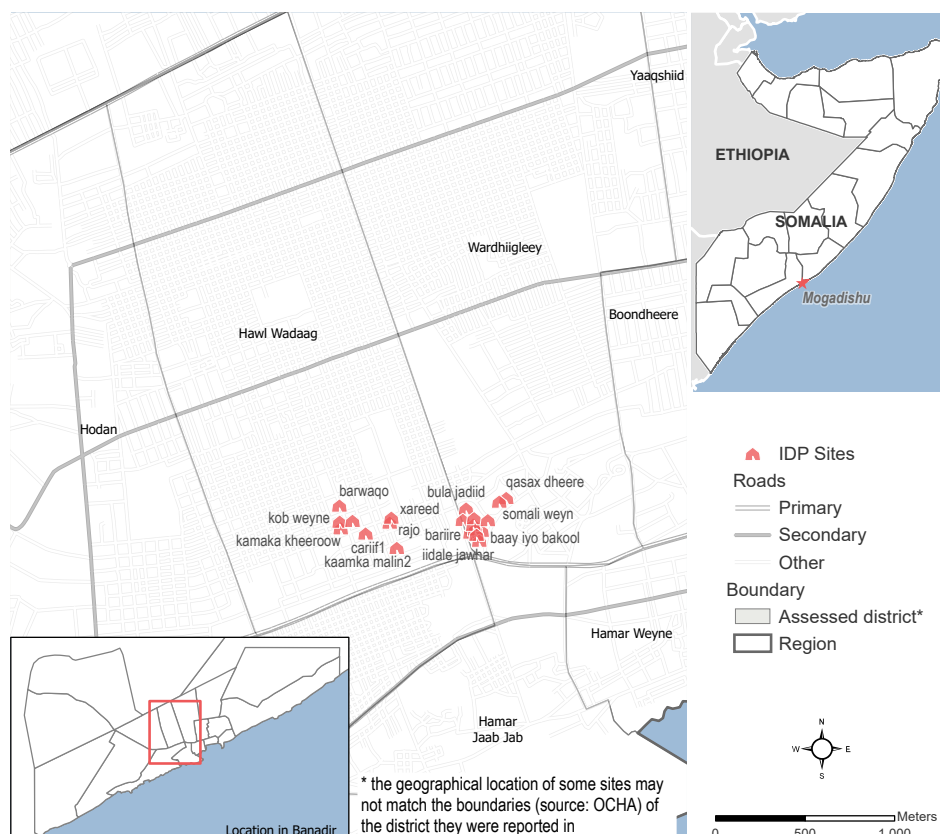 Yaaqshiid
Wardhiigleey
Boondheere
Hawl Wadaag
Hodan
barwaqo
bula jadiid
qasax dheere
kob weyne
xareed
somali weyn
kamaka kheeroow
rajo
bariire
baay iyo bakool
cariif1
kaamka malin2
iidale jawhar
Hamar Weyne
Hamar
Jaab Jab
Location in Banadir
* the geographical location of some sites may
not match the boundaries (source: OCHA) of
the district they were reported in
ETHIOPIA
SOMALIA
Mogadishu
IDP Sites
Roads
Primary
Secondary
Other
Boundary
Assessed district*
Region
N
W E
S
Meters
0 500 1,000